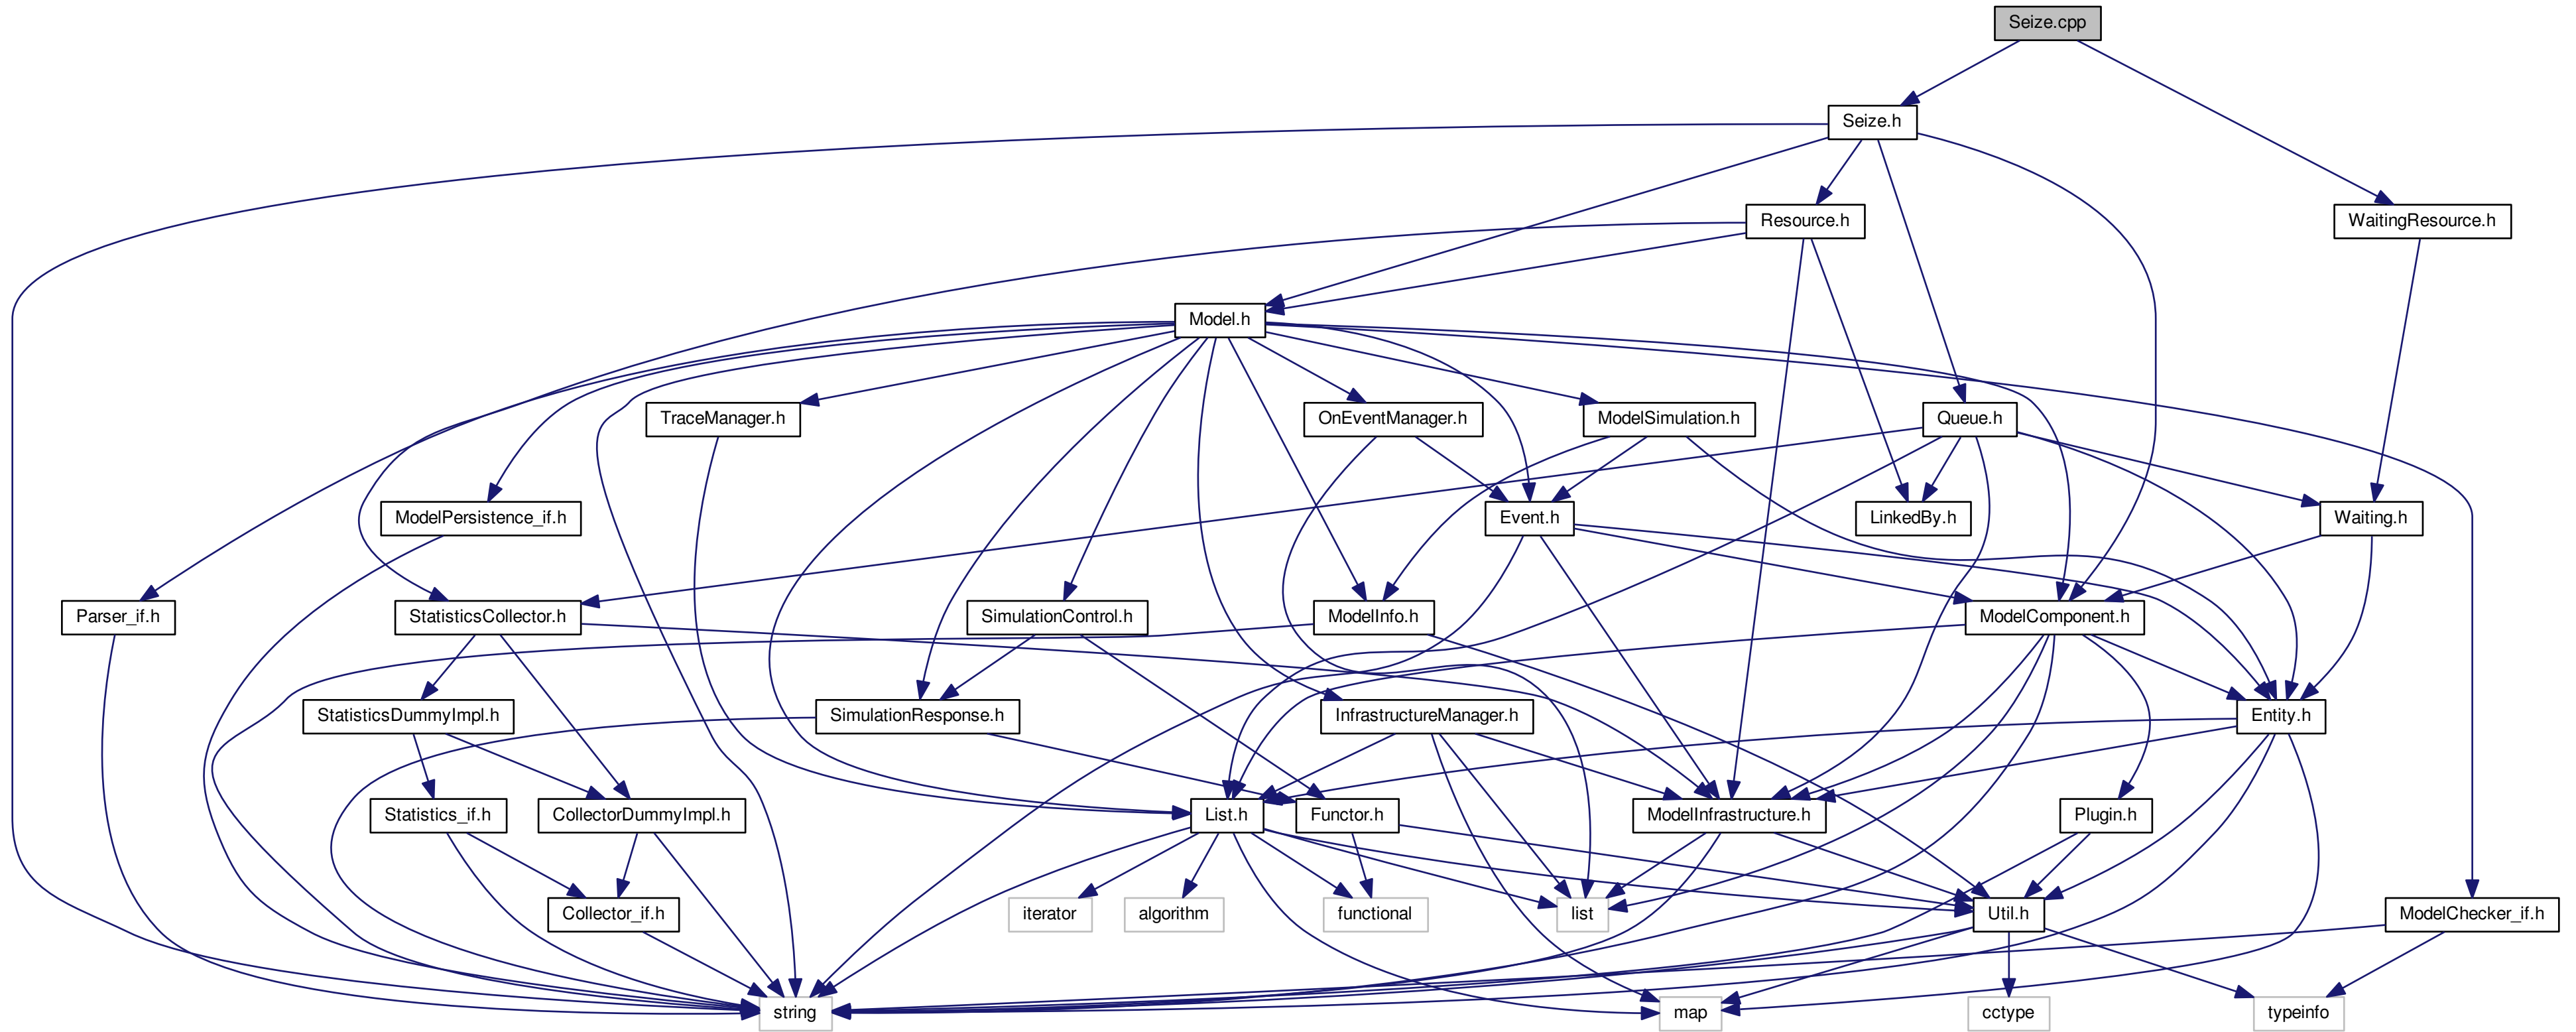 Seize.cpp
Seize.h
Resource.h
WaitingResource.h
Model.h
TraceManager.h
OnEventManager.h
ModelSimulation.h
Queue.h
ModelPersistence_if.h
Event.h
LinkedBy.h
Waiting.h
Parser_if.h
StatisticsCollector.h
SimulationControl.h
ModelInfo.h
ModelComponent.h
StatisticsDummyImpl.h
SimulationResponse.h
InfrastructureManager.h
Entity.h
Statistics_if.h
CollectorDummyImpl.h
List.h
Functor.h
ModelInfrastructure.h
Plugin.h
Collector_if.h
iterator
algorithm
functional
list
Util.h
ModelChecker_if.h
string
map
cctype
typeinfo